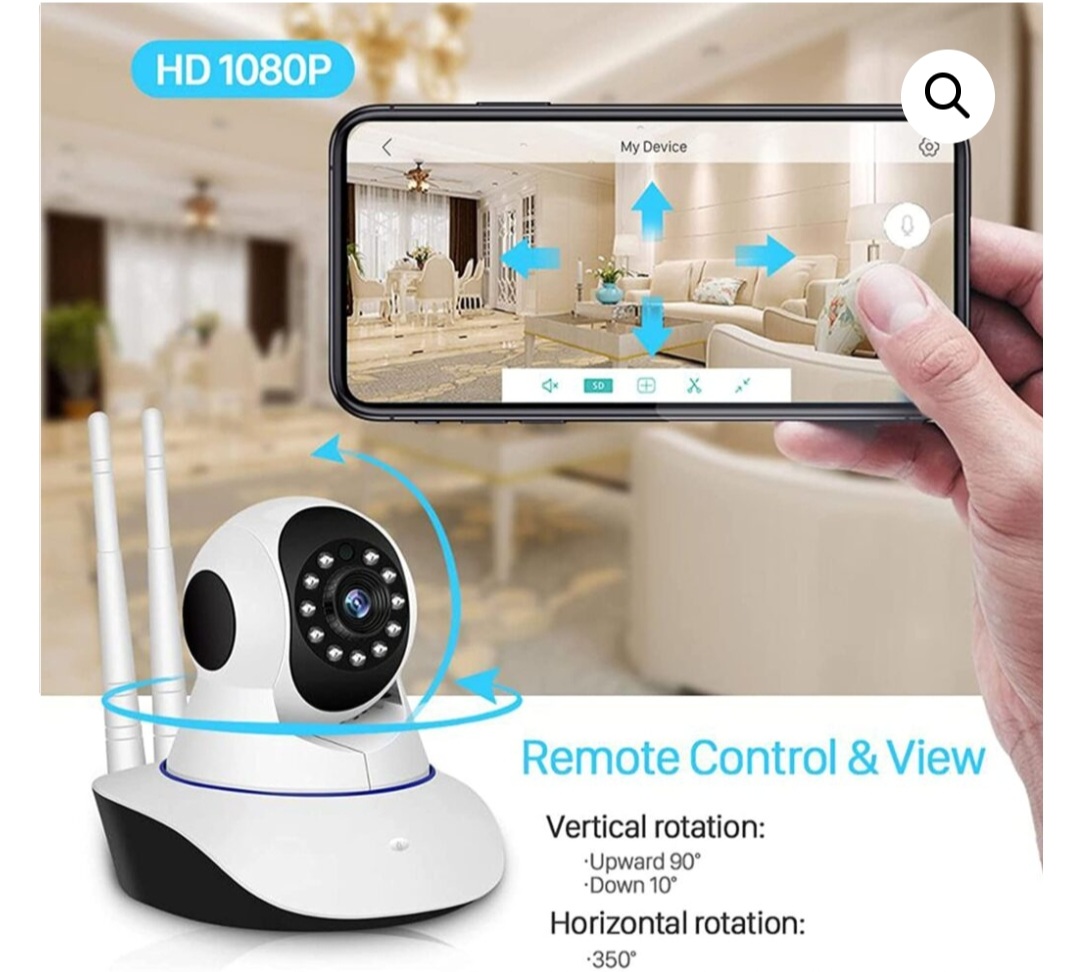 HD 1080P
My Device
SD
Remote Control & View
Vertical rotation:
·Upward 90°
·Down 10°
Horizontal rotation:
·350°